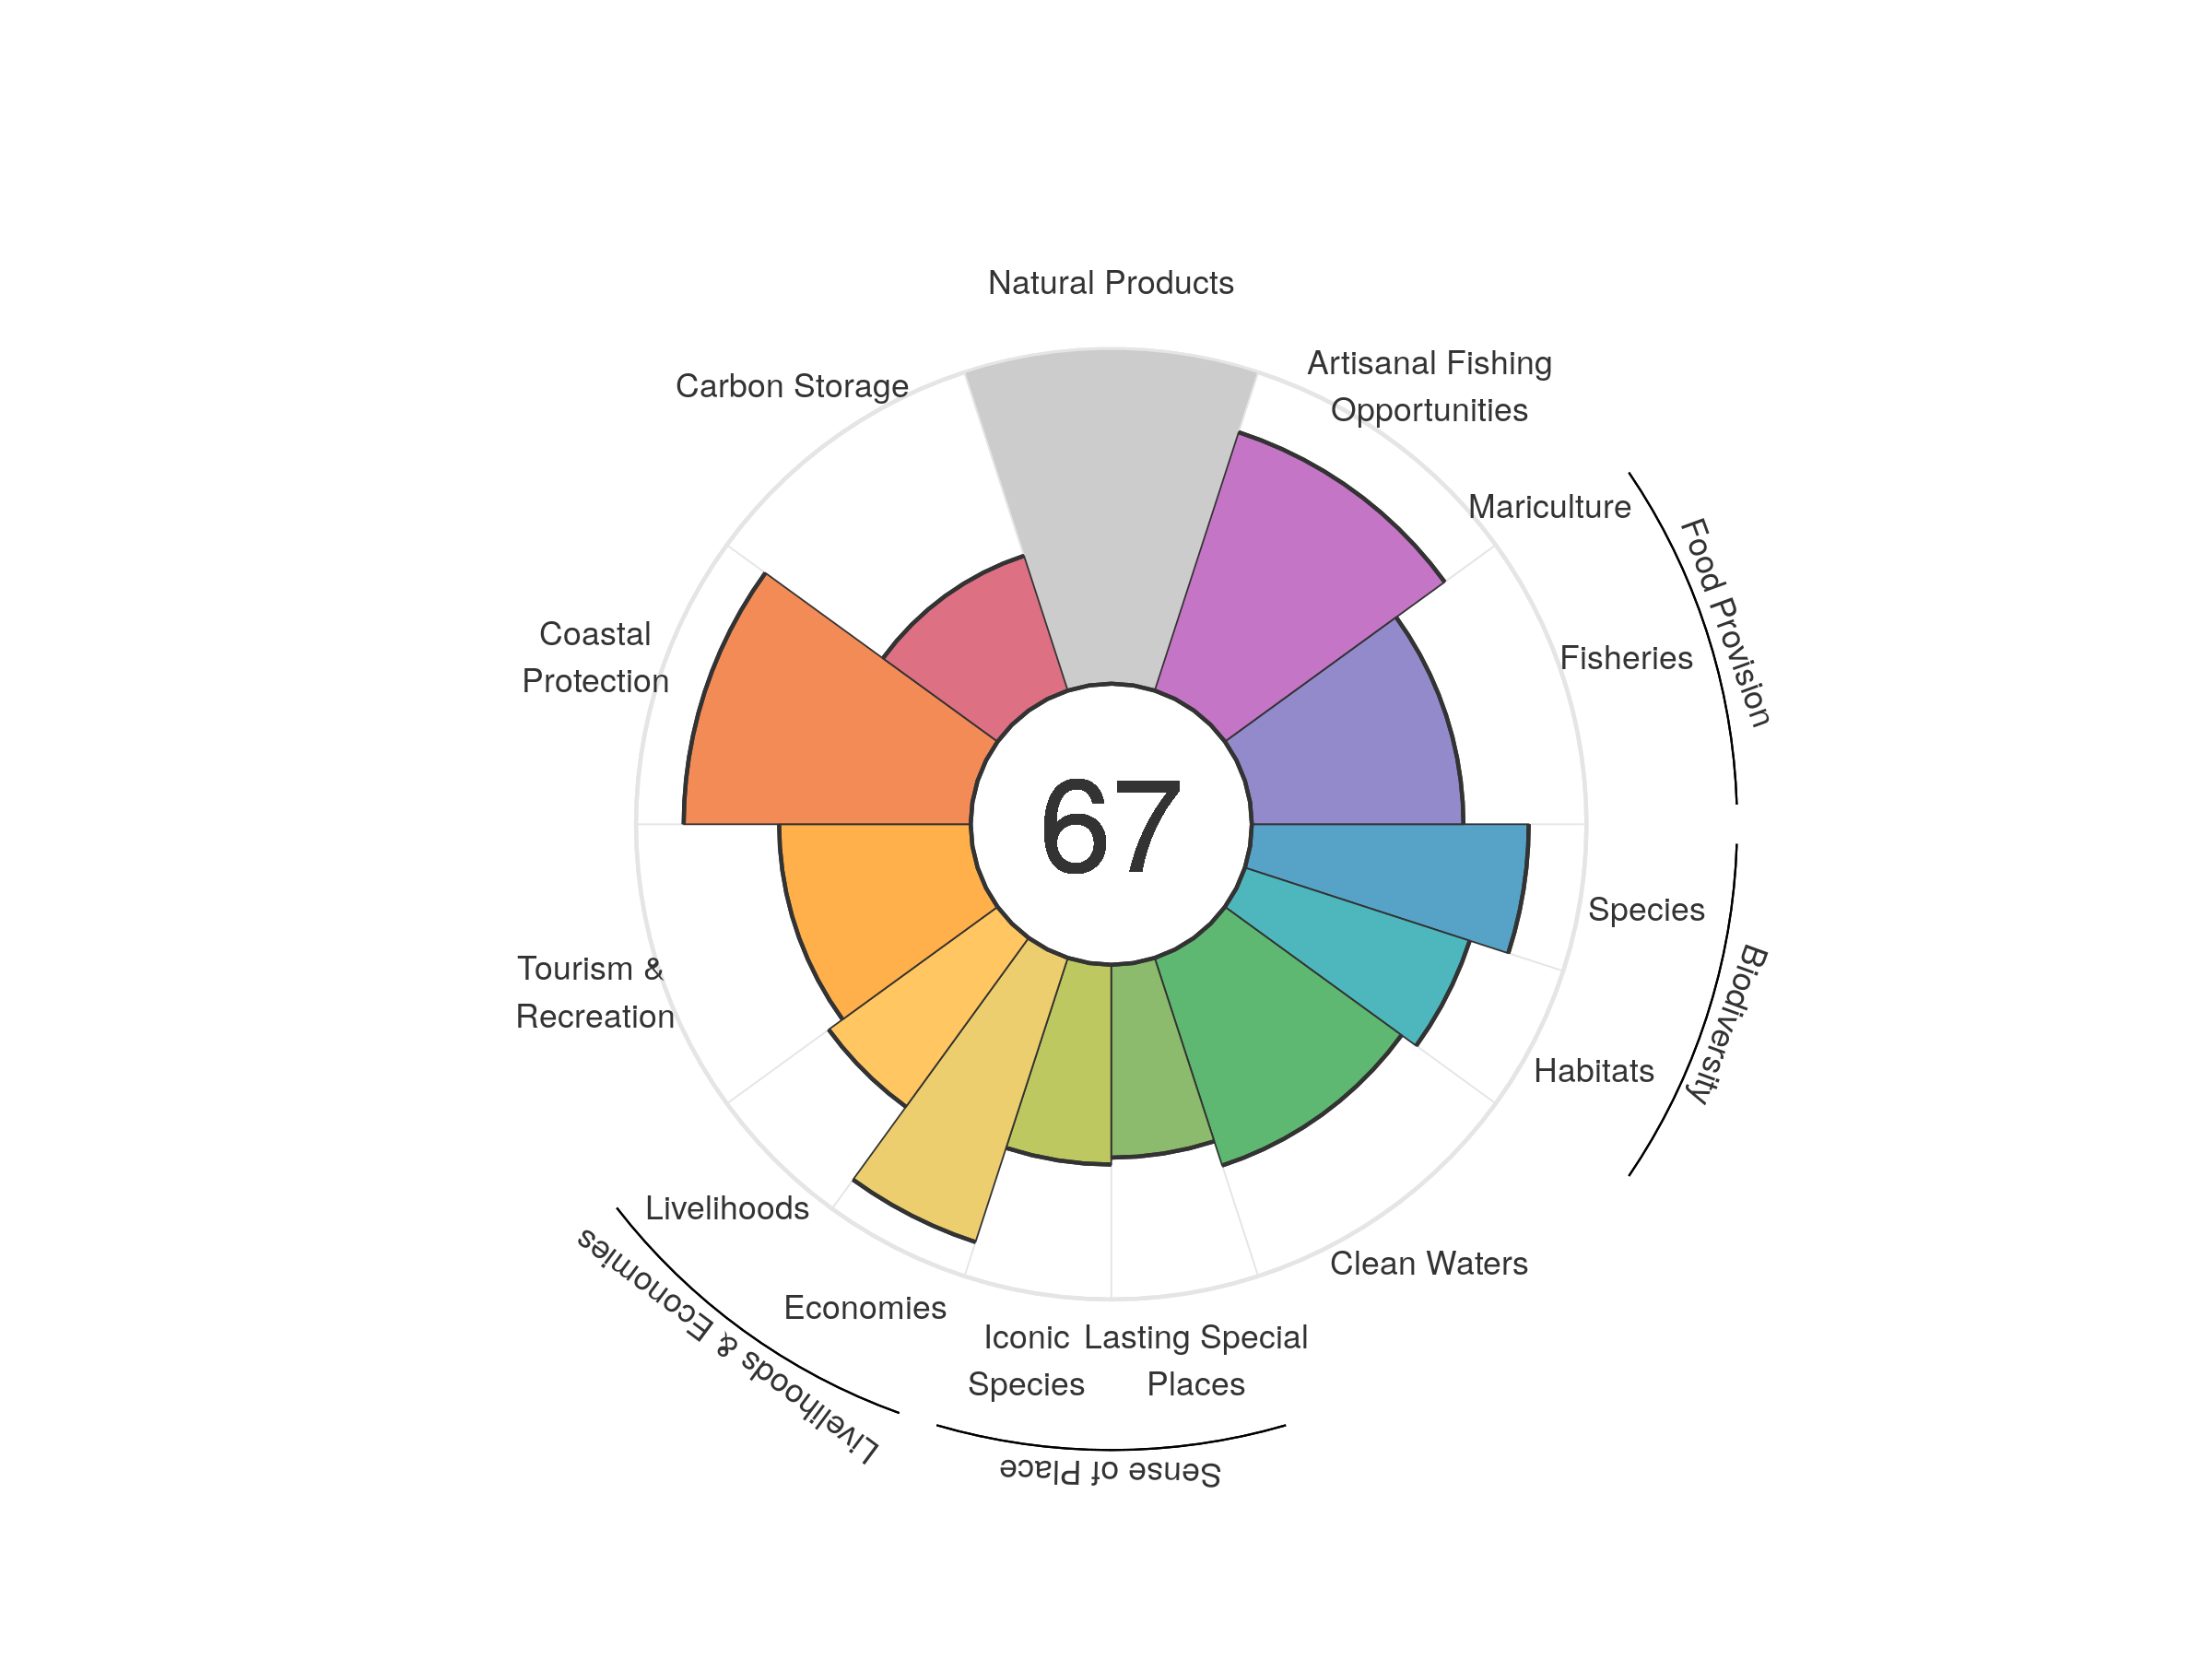 Natural Products
Artisanal Fishing
Opportunities
Carbon Storage
Mariculture
Food Provision
Fisheries
Coastal
Protection
67
Species
Biodiversity
Tourism &
Recreation
Habitats
Livelihoods
Clean Waters
Economies
Livelihoods & Economies
Iconic
Species
Lasting Special
Places
Sense of Place